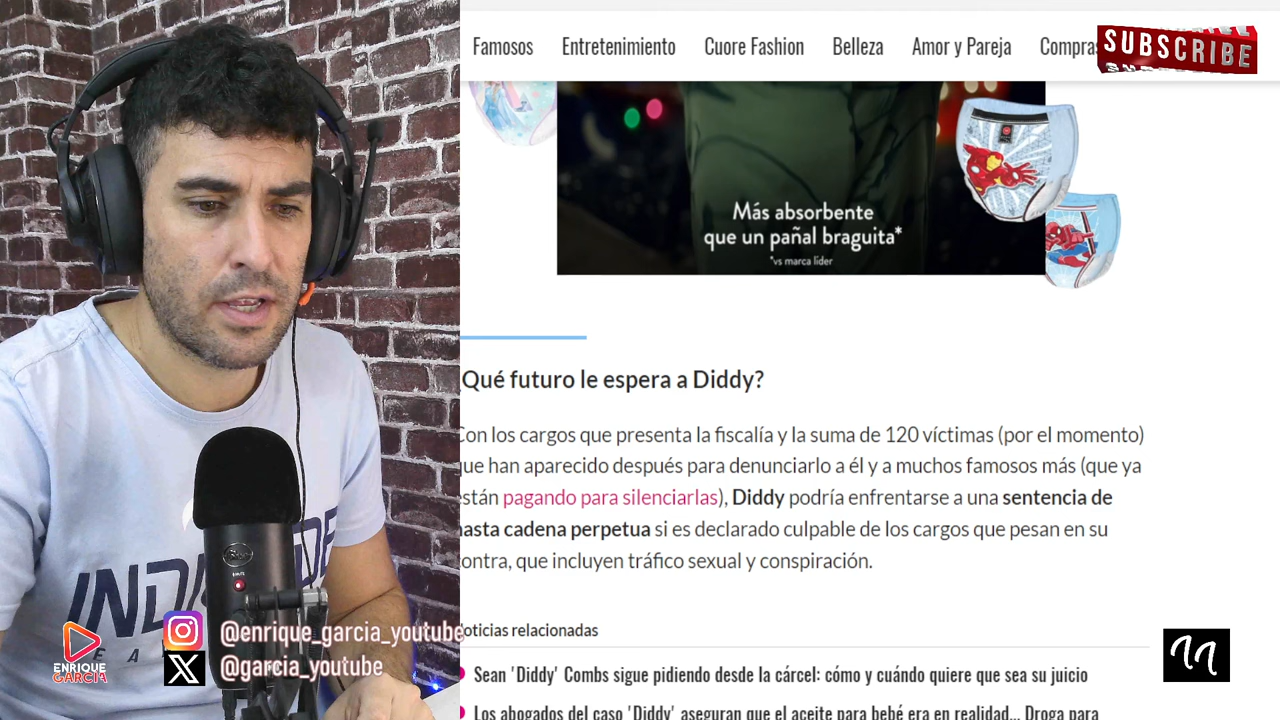 Famosos Entretenimiento Cuore Fashion Belleza Amor y Pareja Compras
SUBSCRIBE
Más absorbente
que un pañal braguita*
*vs marca líder
Qué futuro le espera a Diddy?
Con los cargos que presenta la fiscalía y la suma de 120 víctimas (por el momento)
que han aparecido después para denunciarlo a él y a muchos famosos más (que ya
están pagando para silenciarlas), Diddy podría enfrentarse a una sentencia de
hasta cadena perpetua si es declarado culpable de los cargos que pesan en su
contra, que incluyen tráfico sexual y conspiración.
noticias relacionadas
Sean 'Diddy' Combs sigue pidiendo desde la cárcel: cómo y cuándo quiere que sea su juicio
Los abogados del caso 'Diddy' aseguran que el aceite para bebé era en realidad... Droga para
@enrique_garcia_youtube
@garcia_youtube
ENRIQUE
GARCIA